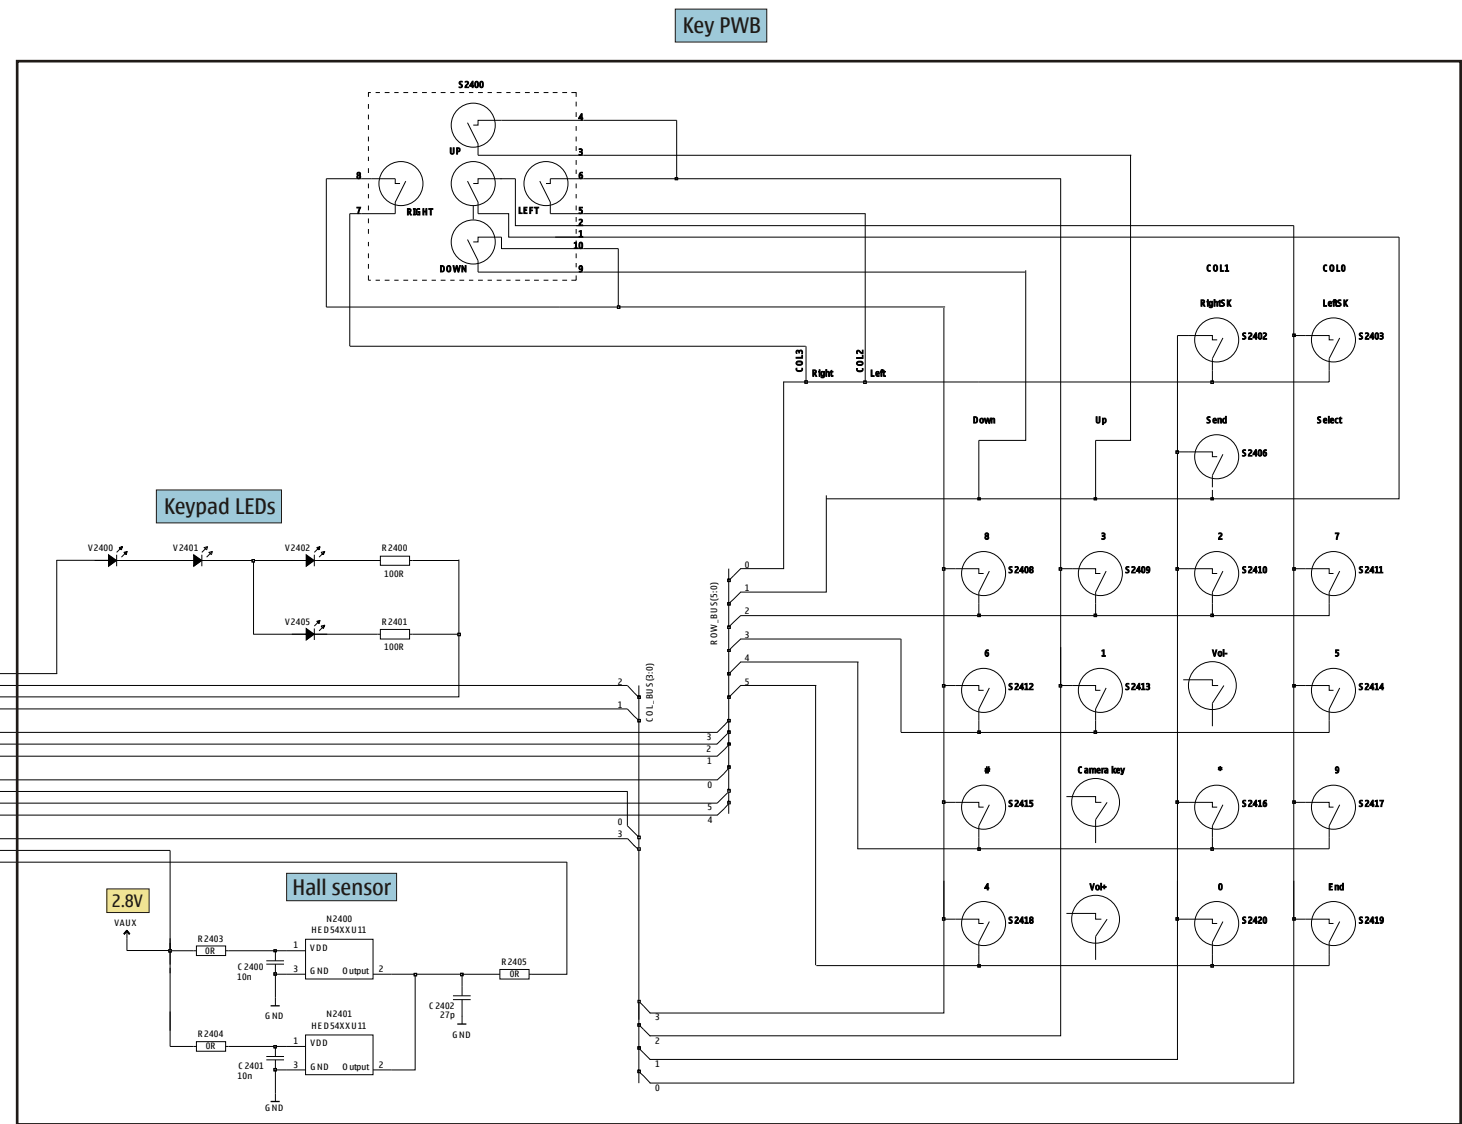 Key PWB
S2400
4
UP
3
8
6
7
RIGHT
LEFT
5
2
1
10
DOWN
9
COL1
COL0
RightSK
LeftSK
S2402
S2403
COL3
COL2
Right
Left
Down
Up
Send
Select
S2406
Keypad LEDs
V2400
V2401
V2402
R2400
100R
V2405
R2401
100R
8
3
2
7
S2408
S2409
S2410
S2411
ROW_BUS(5:0)
0
1
2
3
4
5
6
1
Vol-
5
S2412
S2413
S2414
COL_BUS(3:0)
2
1
3
2
1
0
5
4
0
3
#
Camera key
*
9
S2415
S2416
S2417
4
Vol+
0
End
S2418
S2420
S2419
Hall sensor
2.8V
VAUX
N2400
HED54XXU11
R2403
0R
1
VDD
C2400
10n
3
GND
Output
2
GND
R2405
0R
C2402
27p
GND
N2401
HED54XXU11
R2404
0R
1
VDD
C2401
10n
3
GND
Output
2
GND
3
2
1
0